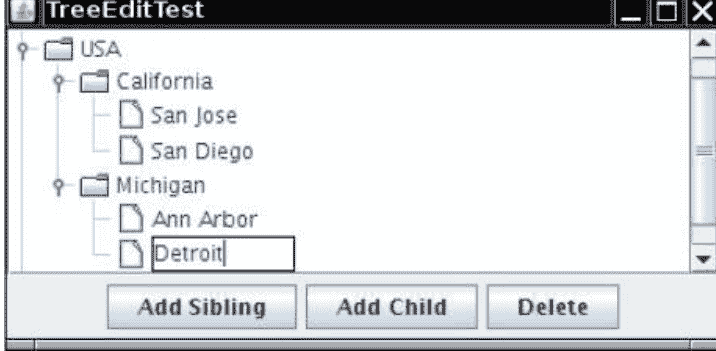 TreeEditTest
USA
California
San Jose
San Diego
Michigan
Ann Arbor
Detroit
Add Sibling Add Child Delete